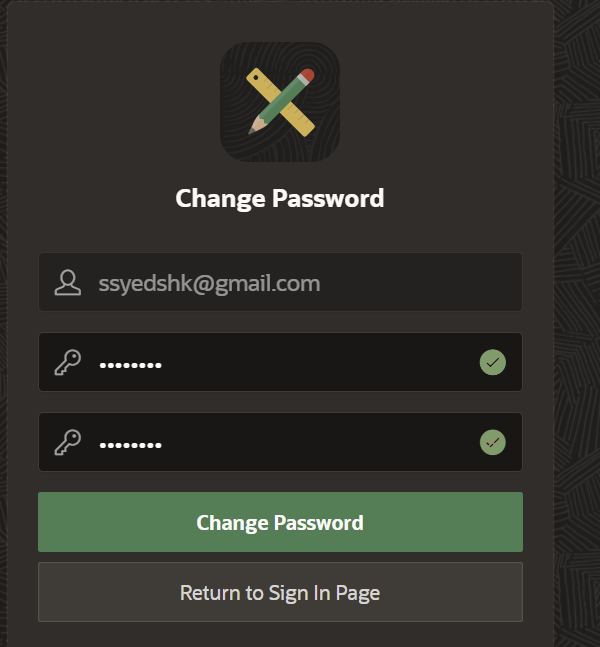 Change Password
ssyedshk@gmail.com
••••••••
••••••••
Change Password
Return to Sign In Page